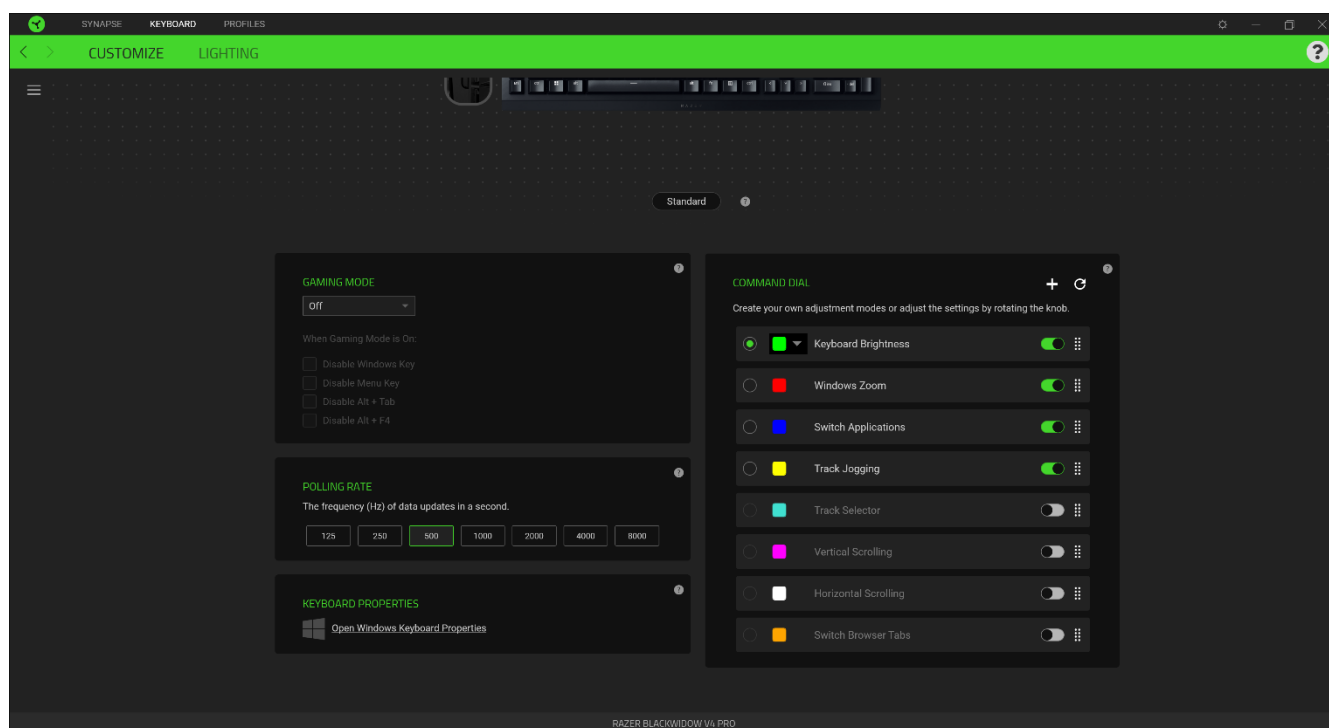 SYNAPSE KEYBOARD PROFILES
CUSTOMIZE LIGHTING
?
Standard ?
GAMING MODE ?
Off
When Gaming Mode is On:
Disable Windows Key
Disable Menu Key
Disable Alt + Tab
Disable Alt + F4
POLLING RATE ?
The frequency (Hz) of data updates in a second.
125 250 500 1000 2000 4000 8000
KEYBOARD PROPERTIES ?
Open Windows Keyboard Properties
COMMAND DIAL + ?
Create your own adjustment modes or adjust the settings by rotating the knob.
Keyboard Brightness
Windows Zoom
Switch Applications
Track Jogging
Track Selector
Vertical Scrolling
Horizontal Scrolling
Switch Browser Tabs
RAZER BLACKWIDOW V4 PRO